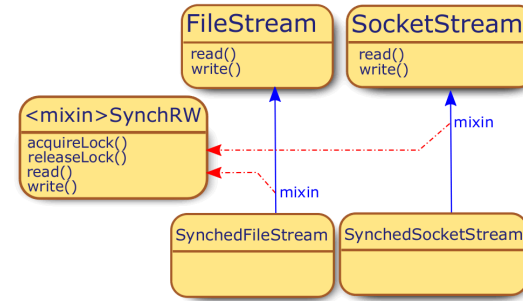 FileStream
read()
write()
SocketStream
read()
write()
<mixin>SynchRW
acquireLock()
releaseLock()
read()
write()
mixin
mixin
SynchedFileStream
SynchedSocketStream